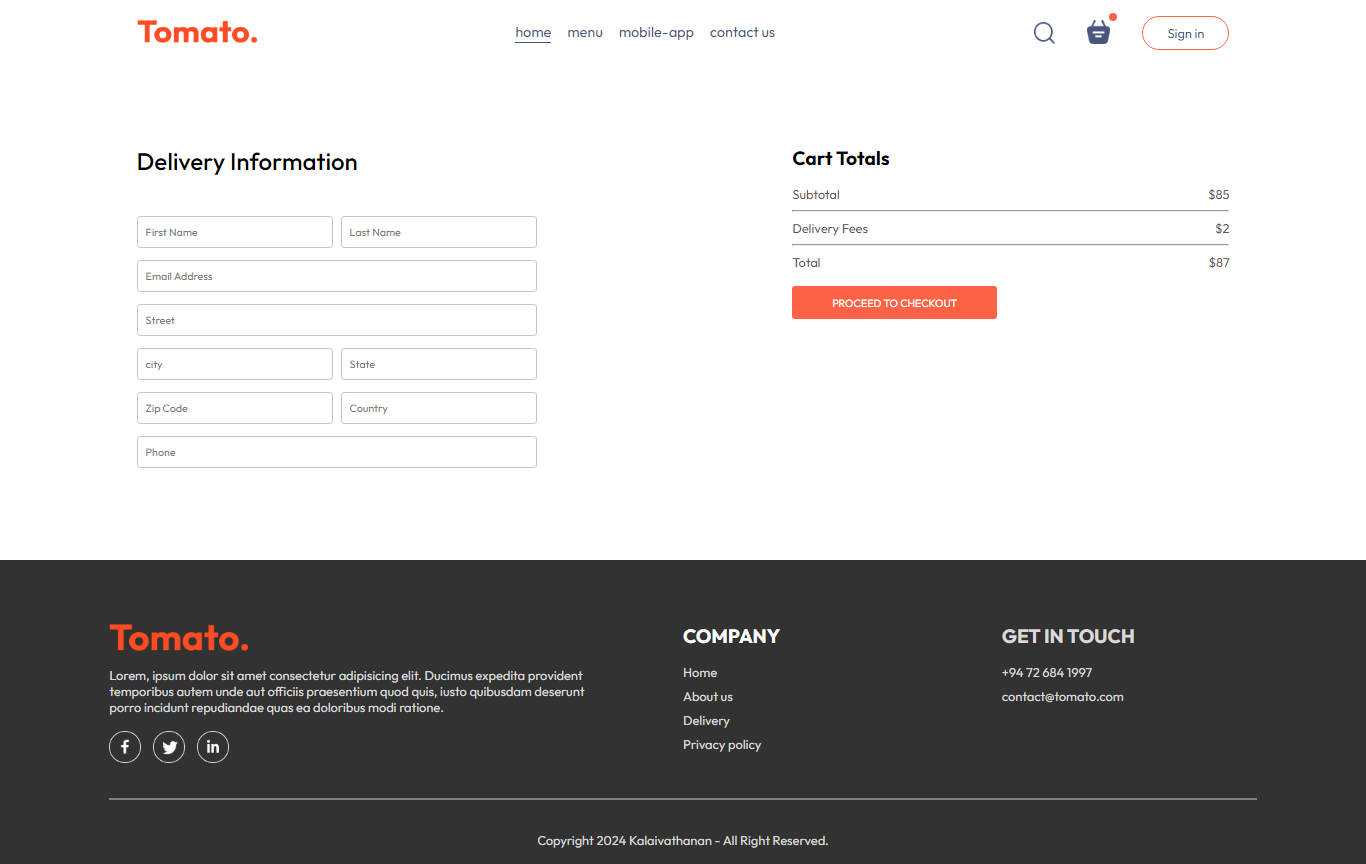 Tomato.
home menu mobile-app contact us
Sign in
Delivery Information
First Name Last Name
Email Address
Street
city State
Zip Code Country
Phone
Cart Totals
Subtotal $85
Delivery Fees $2
Total $87
PROCEED TO CHECKOUT
Tomato.
Lorem, ipsum dolor sit amet consectetur adipisicing elit. Ducimus expedita provident
temporibus autem unde aut officiis praesentium quod quis, iusto quibusdam deserunt
porro incidunt repudiandae quas ea doloribus modi ratione.
f in
COMPANY
Home
About us
Delivery
Privacy policy
GET IN TOUCH
+94 72 684 1997
contact@tomato.com
Copyright 2024 Kalaivathanan - All Right Reserved.